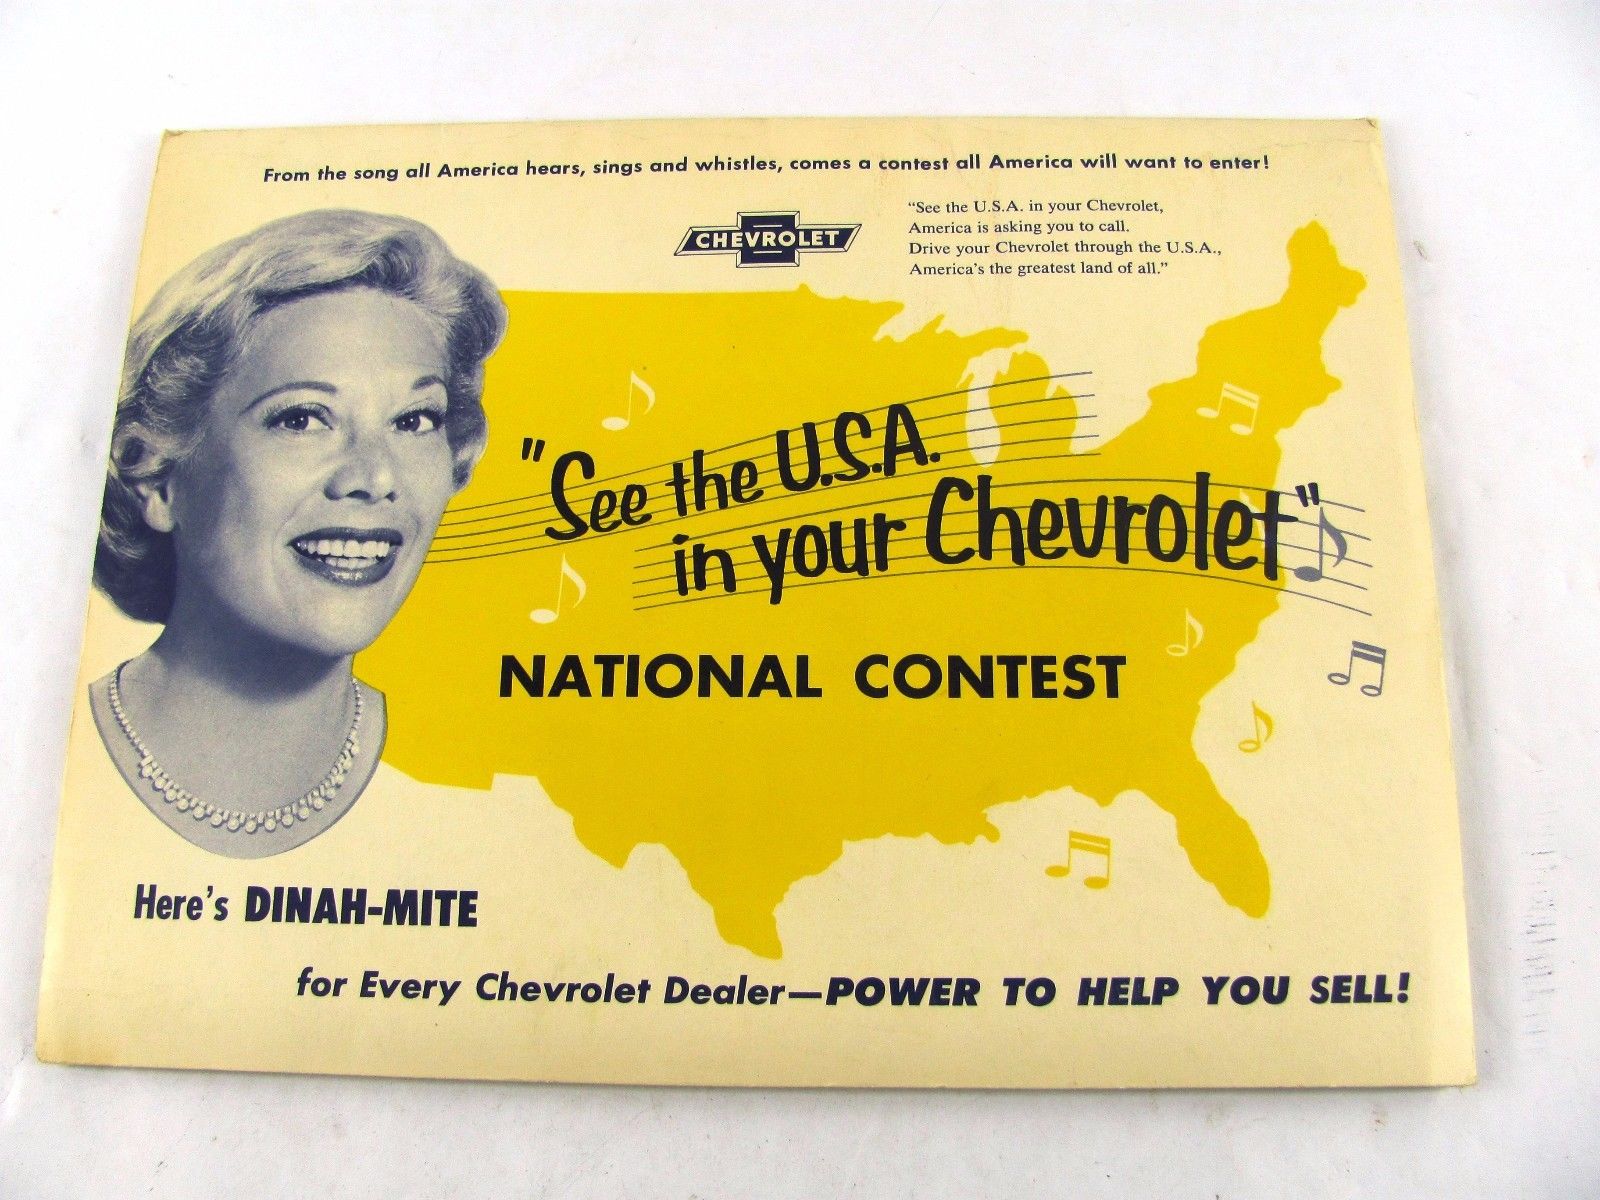 From the song all America hears, sings and whistles, comes a contest all America will want to enter!
CHEVROLET
"See the U.S.A. in your Chevrolet,
America is asking you to call.
Drive your Chevrolet through the U.S.A.,
America's the greatest land of all."
"See the U.S.A.
in your Chevrolet"
NATIONAL CONTEST
Here's DINAH-MITE
for Every Chevrolet Dealer—POWER TO HELP YOU SELL!